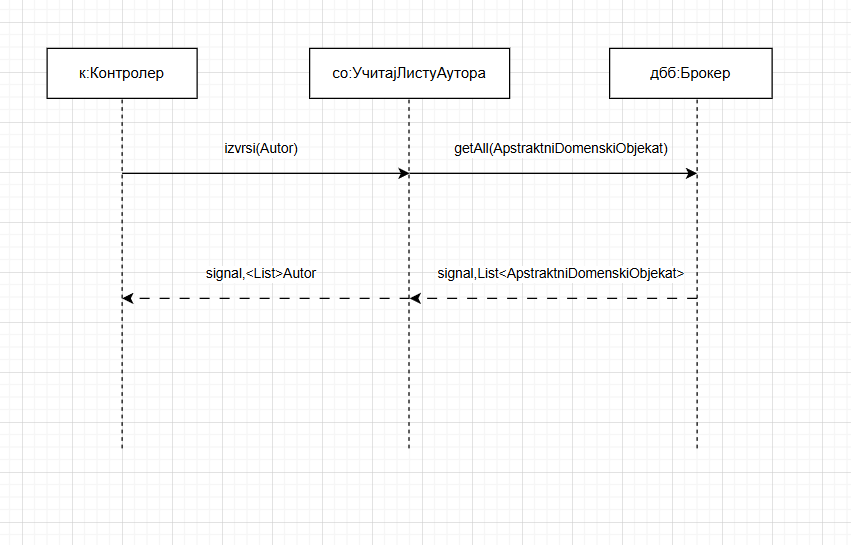 к:Контролер
со:УчитајЛистуАутора
дбб:Брокер
izvrsi(Autor)
getAll(ApstraktniDomenskiObjekat)
signal,<List>Autor
signal,List<ApstraktniDomenskiObjekat>